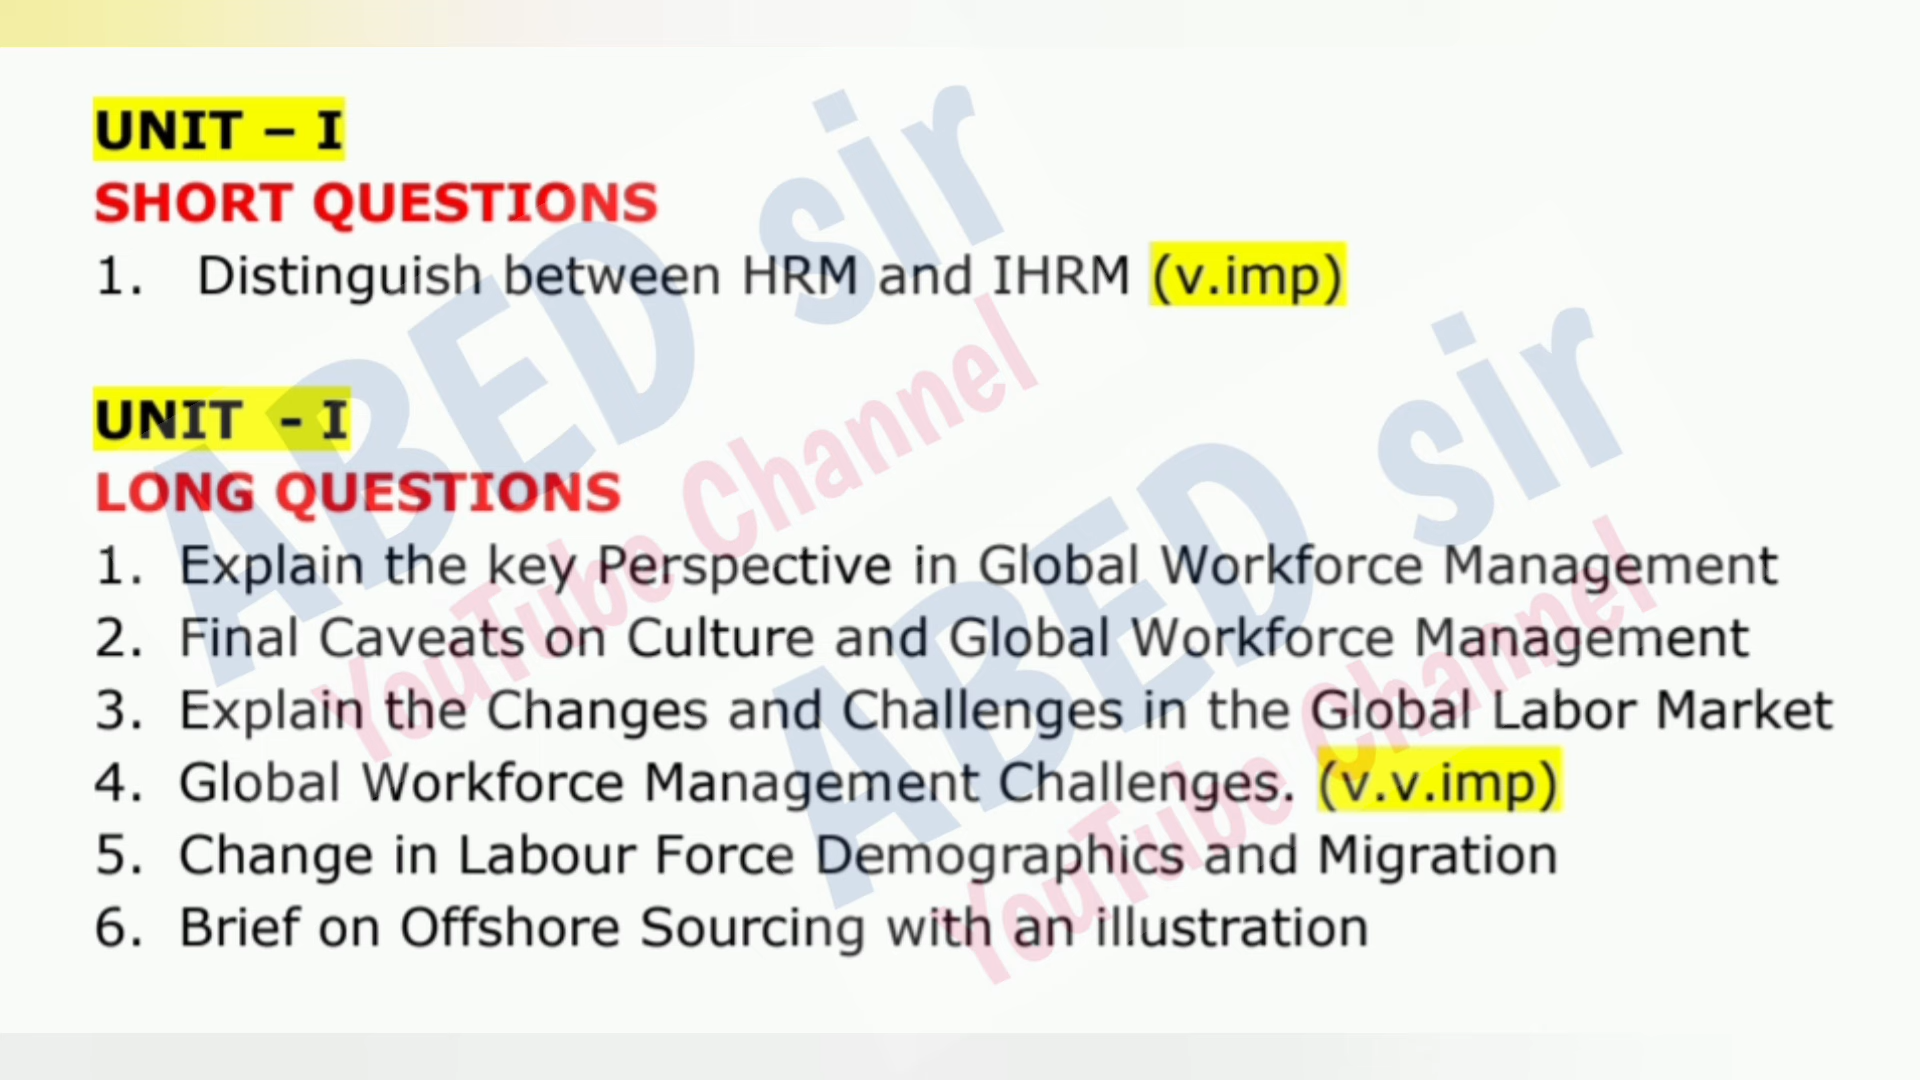 UNIT – I
SHORT QUESTIONS
1. Distinguish between HRM and IHRM (v.imp)
UNIT - I
LONG QUESTIONS
1. Explain the key Perspective in Global Workforce Management
2. Final Caveats on Culture and Global Workforce Management
3. Explain the Changes and Challenges in the Global Labor Market
4. Global Workforce Management Challenges. (v.v.imp)
5. Change in Labour Force Demographics and Migration
6. Brief on Offshore Sourcing with an illustration
ABED sir
YouTube Channel
ABED sir
YouTube Channel